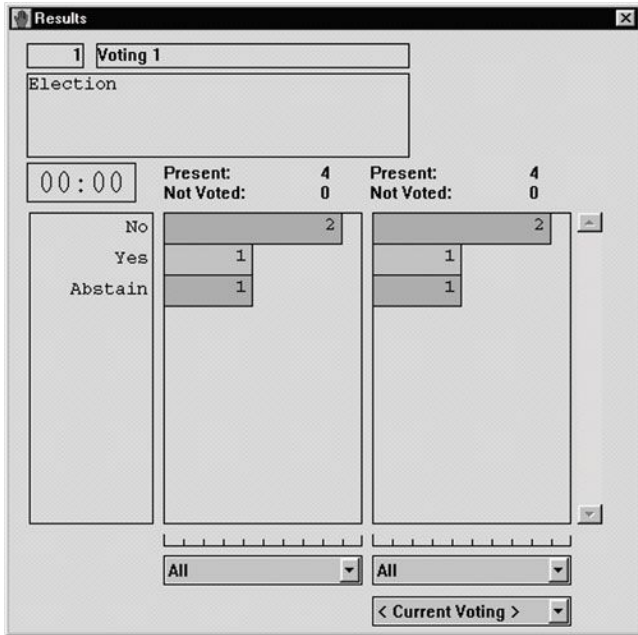 Results
1 Voting 1
Election
00:00
Present: 4 Present: 4
Not Voted: 0 Not Voted: 0
No 2 2
Yes 1 1
Abstain 1 1
All All
< Current Voting >